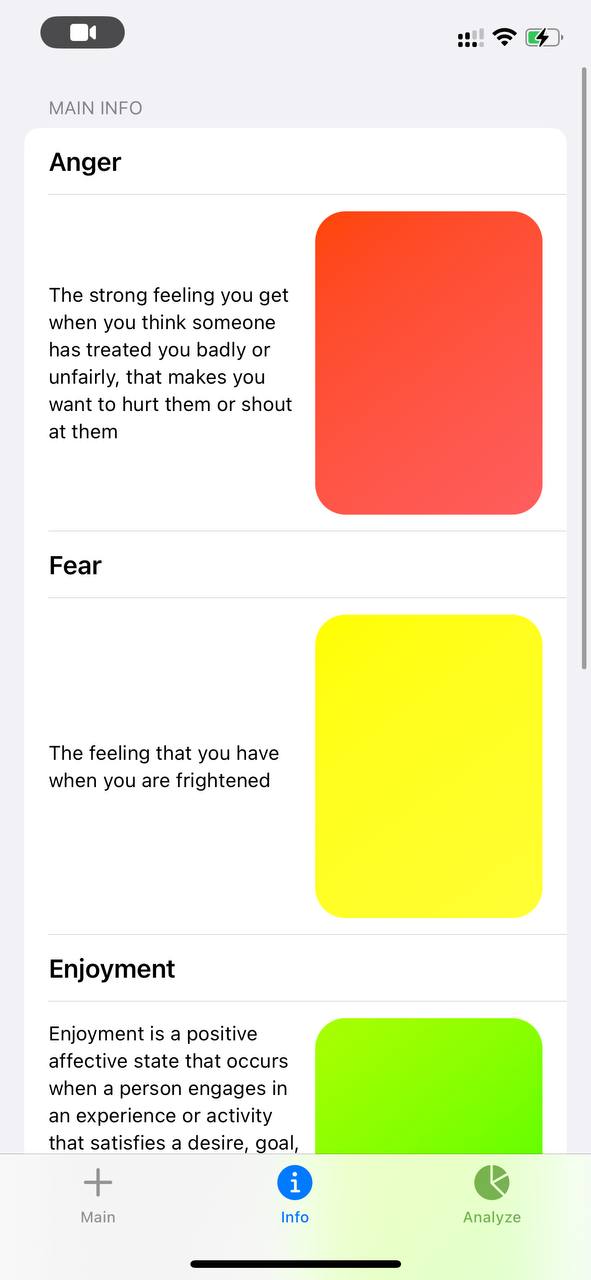 MAIN INFO
Anger
The strong feeling you get
when you think someone
has treated you badly or
unfairly, that makes you
want to hurt them or shout
at them
Fear
The feeling that you have
when you are frightened
Enjoyment
Enjoyment is a positive
affective state that occurs
when a person engages in
an experience or activity
that satisfies a desire, goal,
Main
Info
Analyze